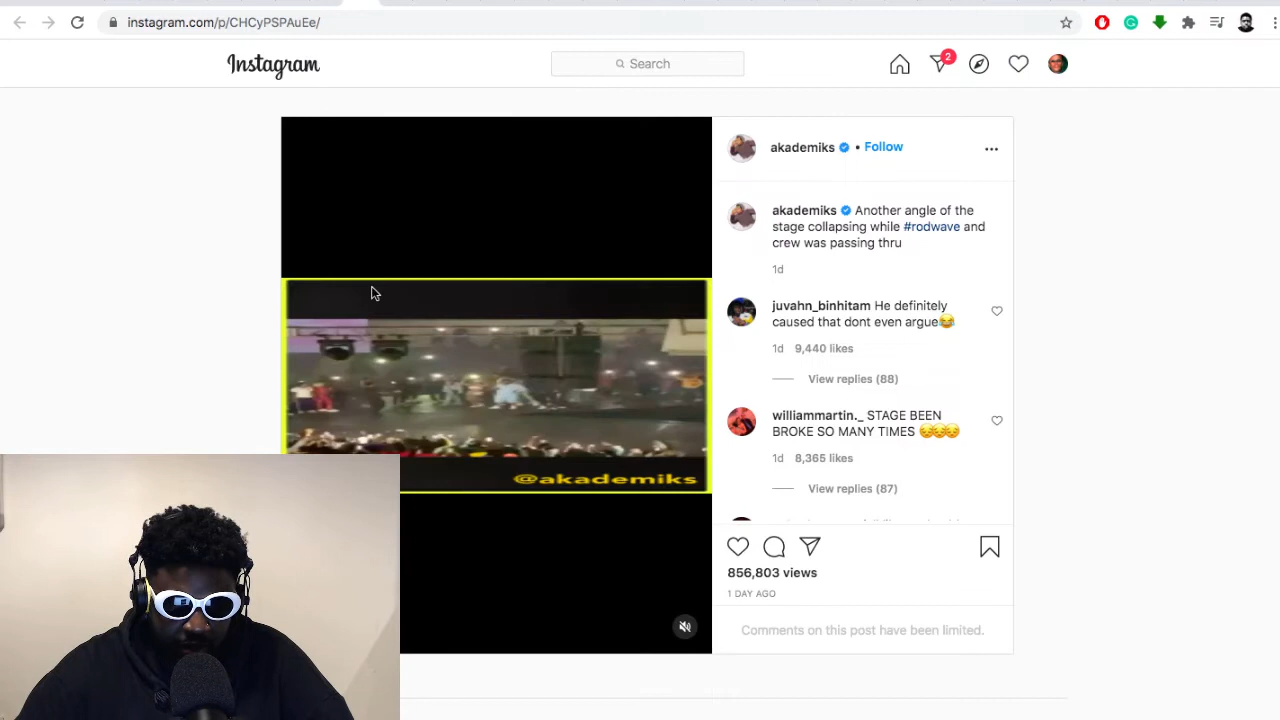 instagram.com/p/CHCyPSPAuEe/
Instagram
Search
2
akademiks • Follow
akademiks Another angle of the
stage collapsing while #rodwave and
crew was passing thru
1d
juvahn_binhitam He definitely
caused that dont even argue😂
1d 9,440 likes
View replies (88)
williammartin._ STAGE BEEN
BROKE SO MANY TIMES 😔😔😔
1d 8,365 likes
View replies (87)
@akademiks
856,803 views
1 DAY AGO
Comments on this post have been limited.